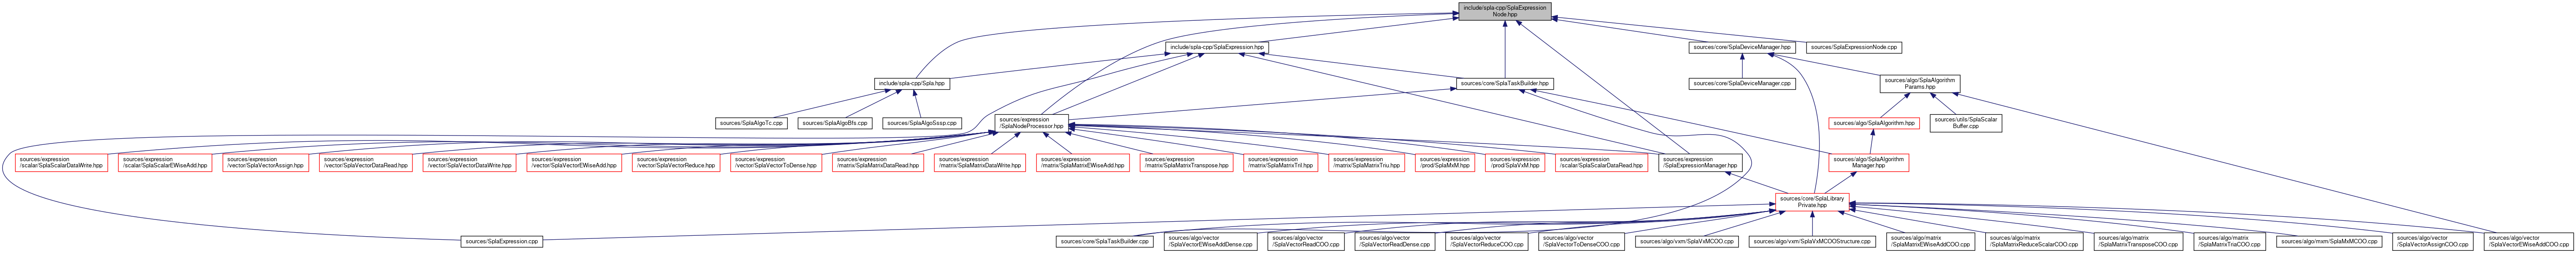 include/spla-cpp/SplaExpression
Node.hpp
include/spla-cpp/SplaExpression.hpp
sources/core/SplaDeviceManager.hpp
sources/SplaExpressionNode.cpp
include/spla-cpp/Spla.hpp
sources/core/SplaTaskBuilder.hpp
sources/core/SplaDeviceManager.cpp
sources/algo/SplaAlgorithm
Params.hpp
sources/SplaAlgoTc.cpp
sources/SplaAlgoBfs.cpp
sources/SplaAlgoSssp.cpp
sources/expression
/SplaNodeProcessor.hpp
sources/algo/SplaAlgorithm.hpp
sources/utils/SplaScalar
Buffer.cpp
sources/expression
/scalar/SplaScalarDataWrite.hpp
sources/expression
/scalar/SplaScalarEWiseAdd.hpp
sources/expression
/vector/SplaVectorAssign.hpp
sources/expression
/vector/SplaVectorDataRead.hpp
sources/expression
/vector/SplaVectorDataWrite.hpp
sources/expression
/vector/SplaVectorEWiseAdd.hpp
sources/expression
/vector/SplaVectorReduce.hpp
sources/expression
/vector/SplaVectorToDense.hpp
sources/expression
/matrix/SplaMatrixDataRead.hpp
sources/expression
/matrix/SplaMatrixDataWrite.hpp
sources/expression
/matrix/SplaMatrixEWiseAdd.hpp
sources/expression
/matrix/SplaMatrixTranspose.hpp
sources/expression
/matrix/SplaMatrixTril.hpp
sources/expression
/matrix/SplaMatrixTriu.hpp
sources/expression
/prod/SplaMxM.hpp
sources/expression
/prod/SplaVxM.hpp
sources/expression
/scalar/SplaScalarDataRead.hpp
sources/expression
/SplaExpressionManager.hpp
sources/algo/SplaAlgorithm
Manager.hpp
sources/core/SplaLibrary
Private.hpp
sources/SplaExpression.cpp
sources/core/SplaTaskBuilder.cpp
sources/algo/vector
/SplaVectorEWiseAddDense.cpp
sources/algo/vector
/SplaVectorReadCOO.cpp
sources/algo/vector
/SplaVectorReadDense.cpp
sources/algo/vector
/SplaVectorReduceCOO.cpp
sources/algo/vector
/SplaVectorToDenseCOO.cpp
sources/algo/vxm/SplaVxMCOO.cpp
sources/algo/vxm/SplaVxMCOOStructure.cpp
sources/algo/matrix
/SplaMatrixEWiseAddCOO.cpp
sources/algo/matrix
/SplaMatrixReduceScalarCOO.cpp
sources/algo/matrix
/SplaMatrixTransposeCOO.cpp
sources/algo/matrix
/SplaMatrixTriaCOO.cpp
sources/algo/mxm/SplaMxMCOO.cpp
sources/algo/vector
/SplaVectorAssignCOO.cpp
sources/algo/vector
/SplaVectorEWiseAddCOO.cpp